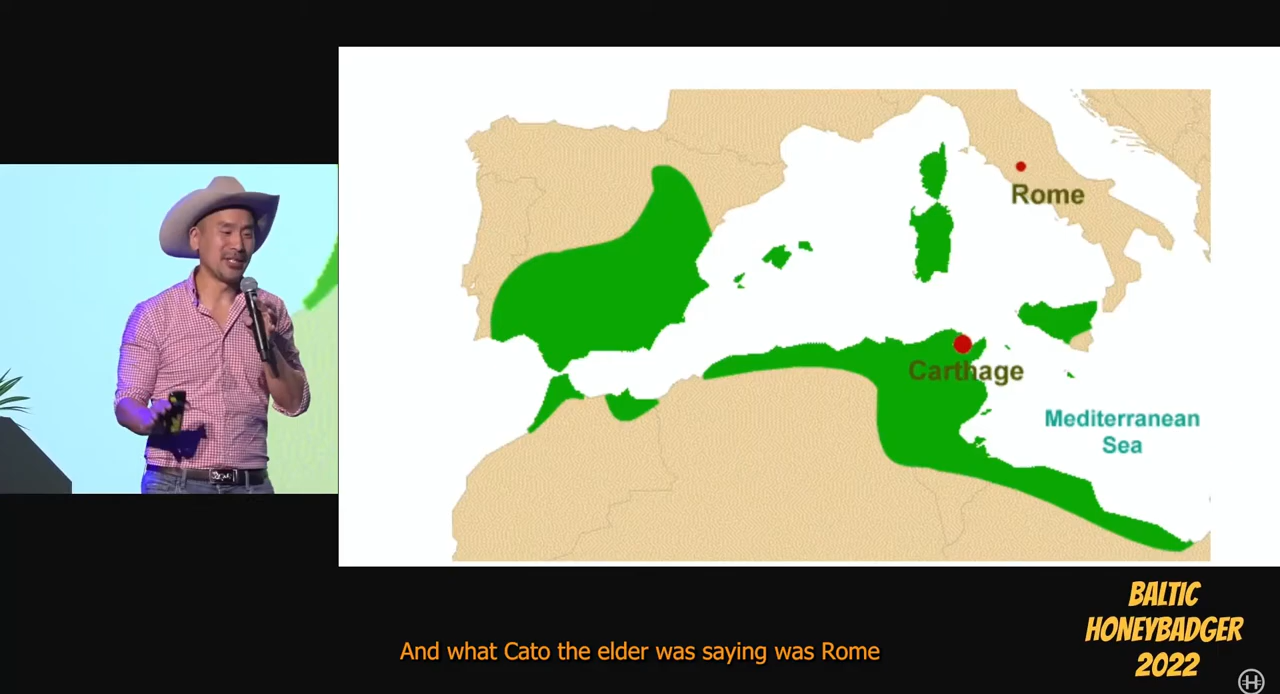 Rome
Carthage
Mediterranean
Sea
BALTIC
HONEYBADGER
2022
And what Cato the elder was saying was Rome